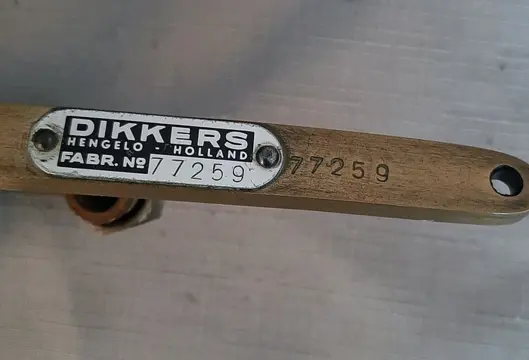 DIKKERS
HENGELO - HOLLAND
FABR. Nº 77259
77259